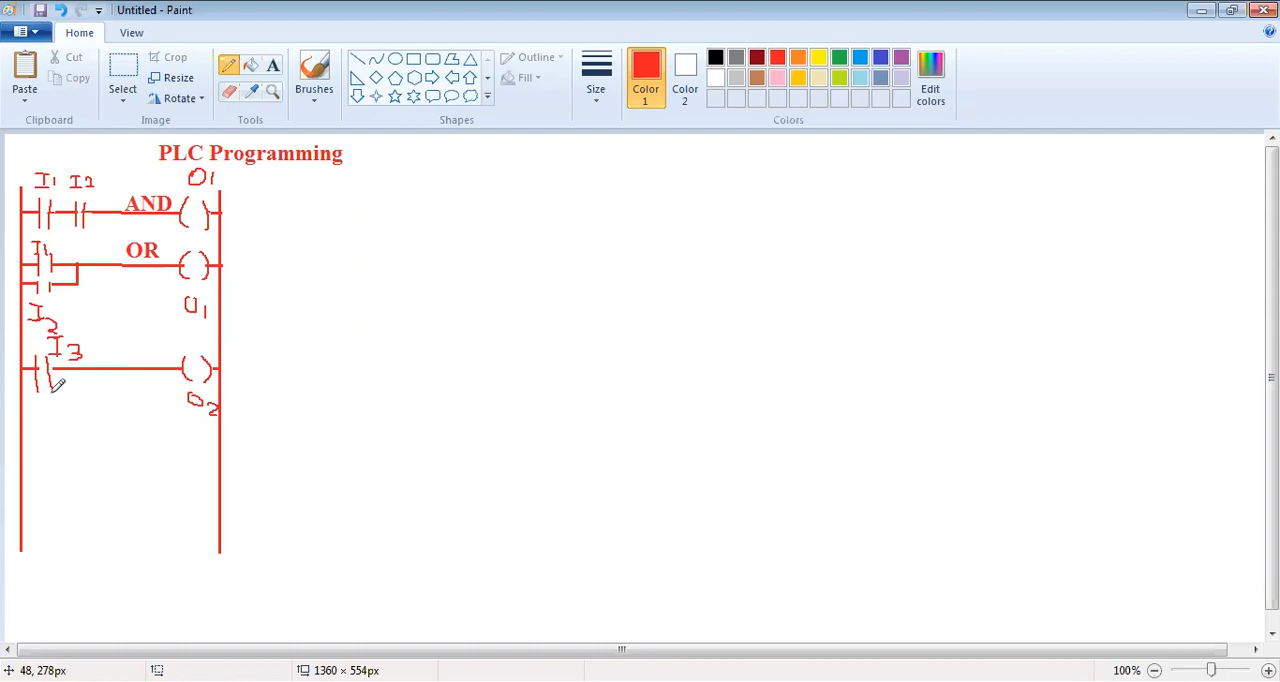 Untitled - Paint
Home View
Cut
Copy
Paste
Crop
Resize
Rotate
Select
Brushes
Outline
Fill
Size
Color 1
Color 2
Edit colors
Clipboard Image Tools Shapes Colors
PLC Programming
I1 I2 O1
AND
I1 OR
I2 O1
I3
O2
48, 278px 1360 × 554px 100%